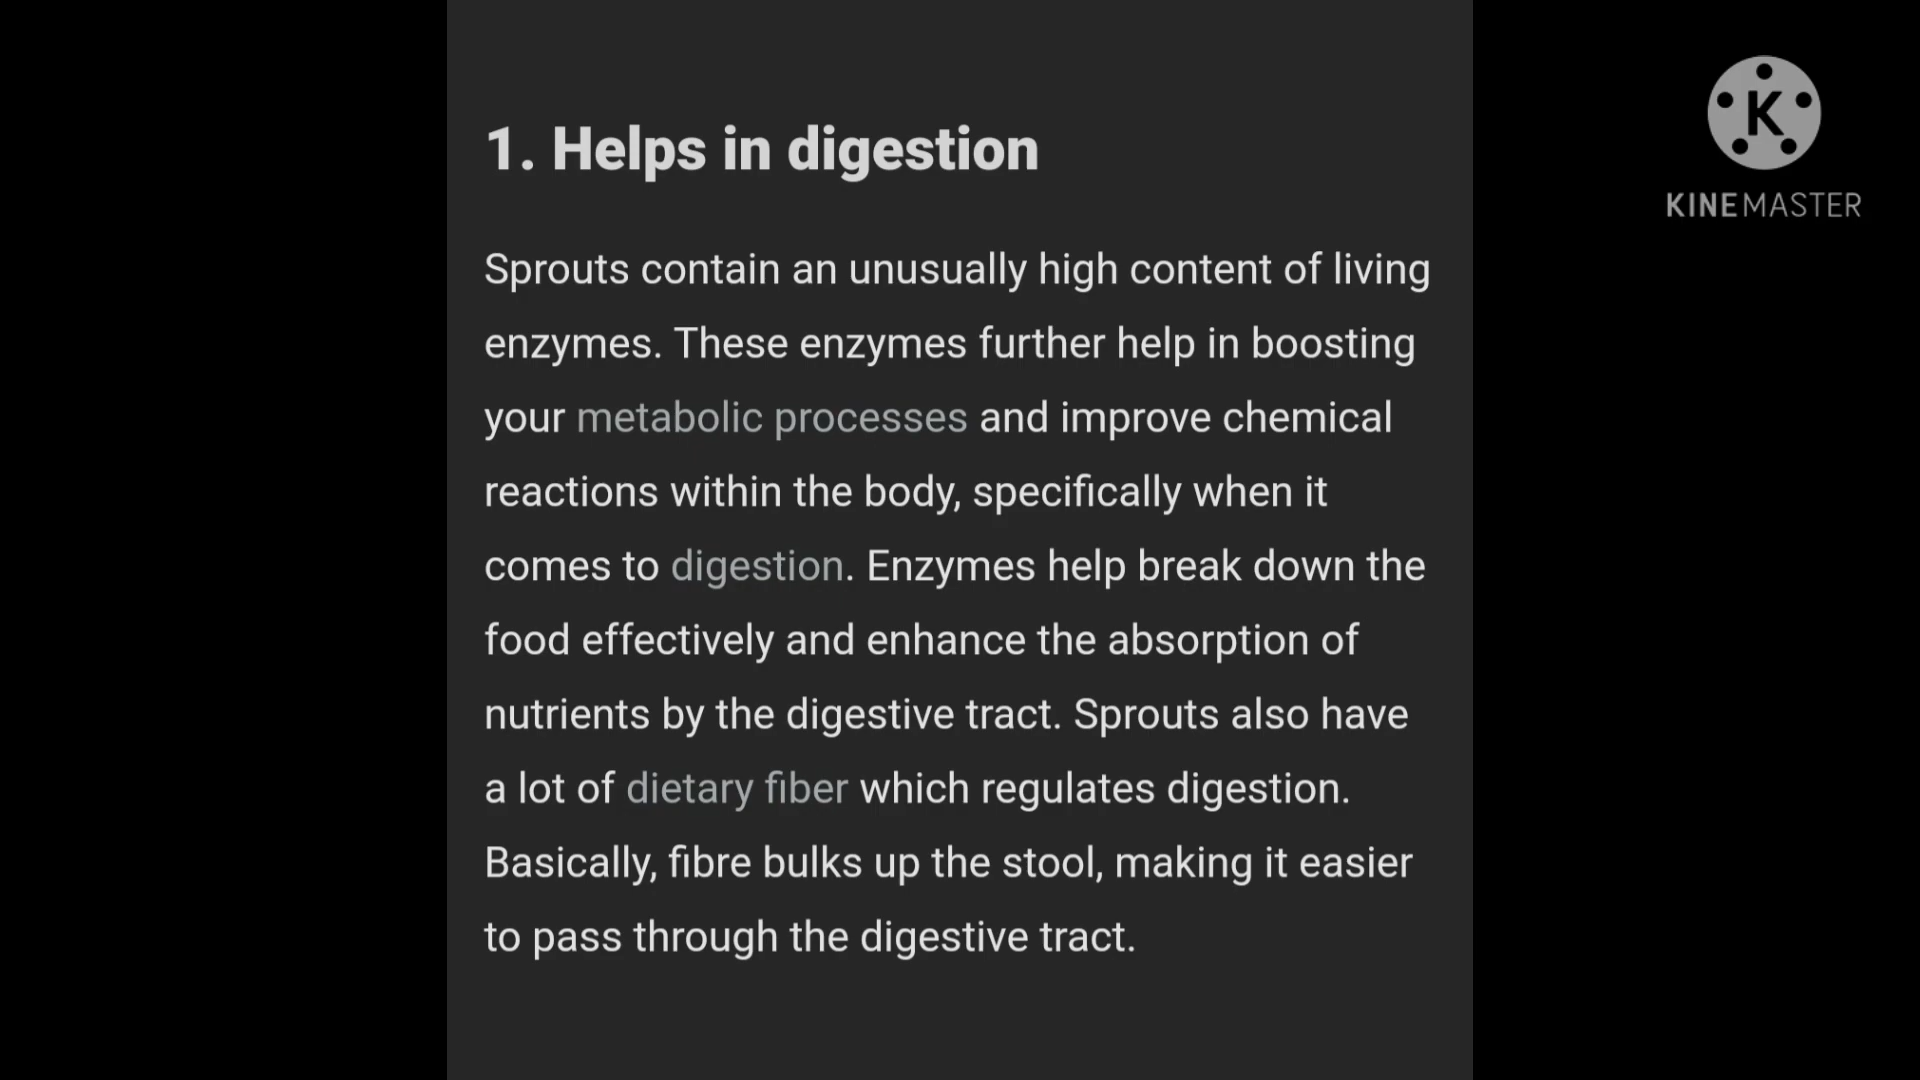 1. Helps in digestion
Sprouts contain an unusually high content of living
enzymes. These enzymes further help in boosting
your metabolic processes and improve chemical
reactions within the body, specifically when it
comes to digestion. Enzymes help break down the
food effectively and enhance the absorption of
nutrients by the digestive tract. Sprouts also have
a lot of dietary fiber which regulates digestion.
Basically, fibre bulks up the stool, making it easier
to pass through the digestive tract.
K
KINEMASTER